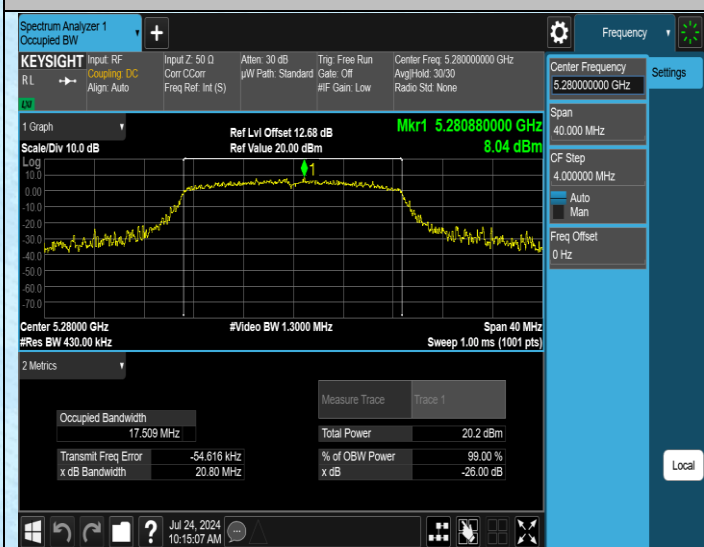 Spectrum Analyzer 1
Occupied BW
Frequency
KEYSIGHT
RL
LXI
Input: RF
Coupling: DC
Align: Auto
Input Z: 50 Ω
Corr CCorr
Freq Ref: Int (S)
Atten: 30 dB
µW Path: Standard
Trig: Free Run
Gate: Off
#IF Gain: Low
Center Freq: 5.280000000 GHz
Avg|Hold: 30/30
Radio Std: None
Center Frequency
5.280000000 GHz
Settings
Span
40.000 MHz
CF Step
4.000000 MHz
Auto
Man
Freq Offset
0 Hz
Local
1 Graph
Scale/Div 10.0 dB
Ref Lvl Offset 12.68 dB
Ref Value 20.00 dBm
Mkr1 5.280880000 GHz
8.04 dBm
Log
10.0
0.00
-10.0
-20.0
-30.0
-40.0
-50.0
-60.0
-70.0
1
Center 5.28000 GHz
#Res BW 430.00 kHz
#Video BW 1.3000 MHz
Span 40 MHz
Sweep 1.00 ms (1001 pts)
2 Metrics
Measure Trace
Trace 1
Occupied Bandwidth
17.509 MHz
Total Power
20.2 dBm
Transmit Freq Error
-54.616 kHz
% of OBW Power
99.00 %
x dB Bandwidth
20.80 MHz
x dB
-26.00 dB
Jul 24, 2024
10:15:07 AM